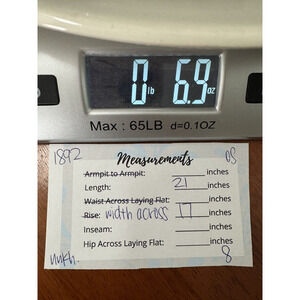 0 lb 6.9 oz
Max : 65LB d=0.1OZ
1892 OS
Measurements
Armpit to Armpit: inches
Length: 21 inches
Waist Across Laying Flat: inches
Rise: width across 17 inches
Inseam: inches
Hip Across Laying Flat: inches
8